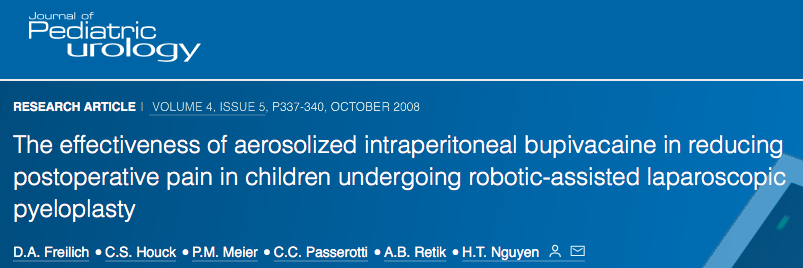 Journal of
Pediatric
urology
RESEARCH ARTICLE | VOLUME 4, ISSUE 5, P337-340, OCTOBER 2008
The effectiveness of aerosolized intraperitoneal bupivacaine in reducing
postoperative pain in children undergoing robotic-assisted laparoscopic
pyeloplasty
D.A. Freilich • C.S. Houck • P.M. Meier • C.C. Passerotti • A.B. Retik • H.T. Nguyen